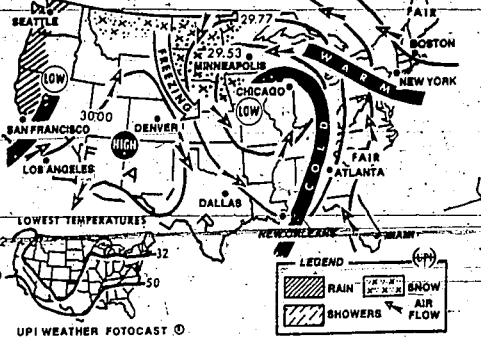 SEATTLE
29.77
FAIR
BOSTON
29.53
MINNEAPOLIS
WARM
NEW YORK
FREEZING
LOW
CHICAGO
LOW
30.00
SAN FRANCISCO
DENVER
HIGH
COLD
FAIR
LOS ANGELES
ATLANTA
DALLAS
LOWEST TEMPERATURES
NEW ORLEANS
MIAMI
32
50
LEGEND
UPI
RAIN
SNOW
SHOWERS
AIR
FLOW
UPI WEATHER FOTOCAST